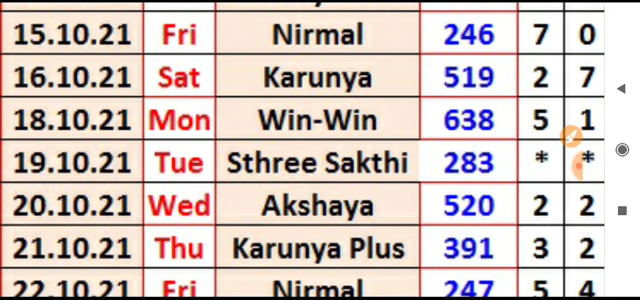 15.10.21 Fri Nirmal 246 7 0
16.10.21 Sat Karunya 519 2 7
18.10.21 Mon Win-Win 638 5 1
19.10.21 Tue Sthree Sakthi 283 * *
20.10.21 Wed Akshaya 520 2 2
21.10.21 Thu Karunya Plus 391 3 2
22.10.21 Fri Nirmal 247 5 4